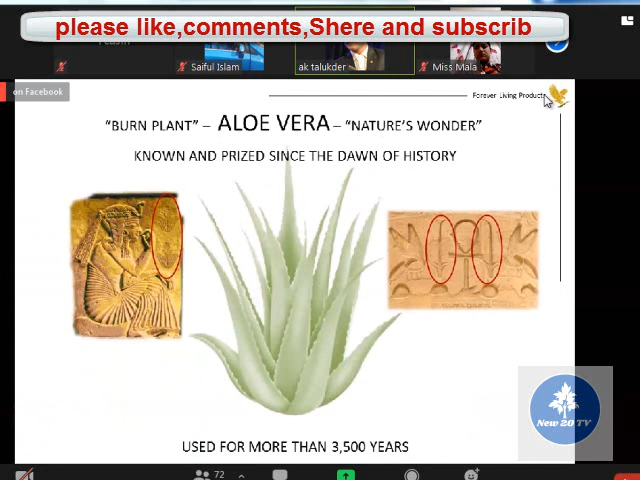 please like,comments,Shere and subscrib
Saiful Islam
ak talukder
Miss Mala
on Facebook
Forever Living Products
“BURN PLANT” – ALOE VERA – “NATURE’S WONDER”
KNOWN AND PRIZED SINCE THE DAWN OF HISTORY
New 20 TV
USED FOR MORE THAN 3,500 YEARS
72